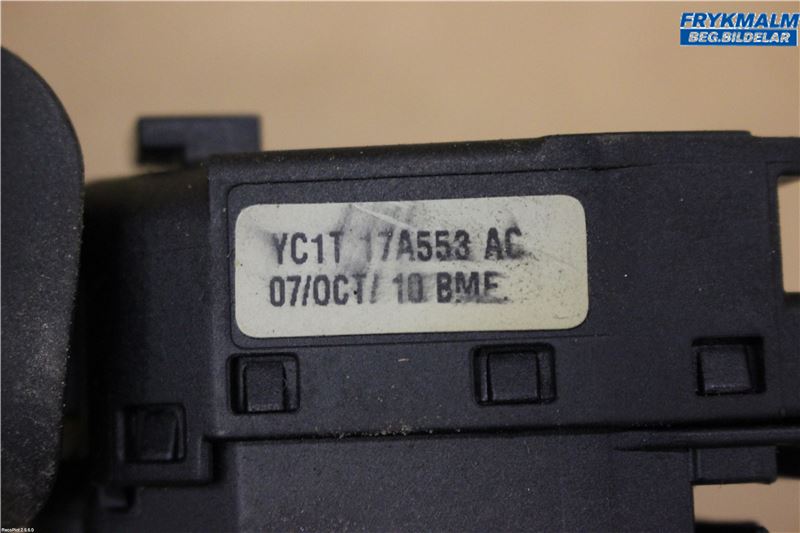 FRYKMALM
BEG.BILDELAR
YC1T 17A553 AC
07/OCT/ 10 BME